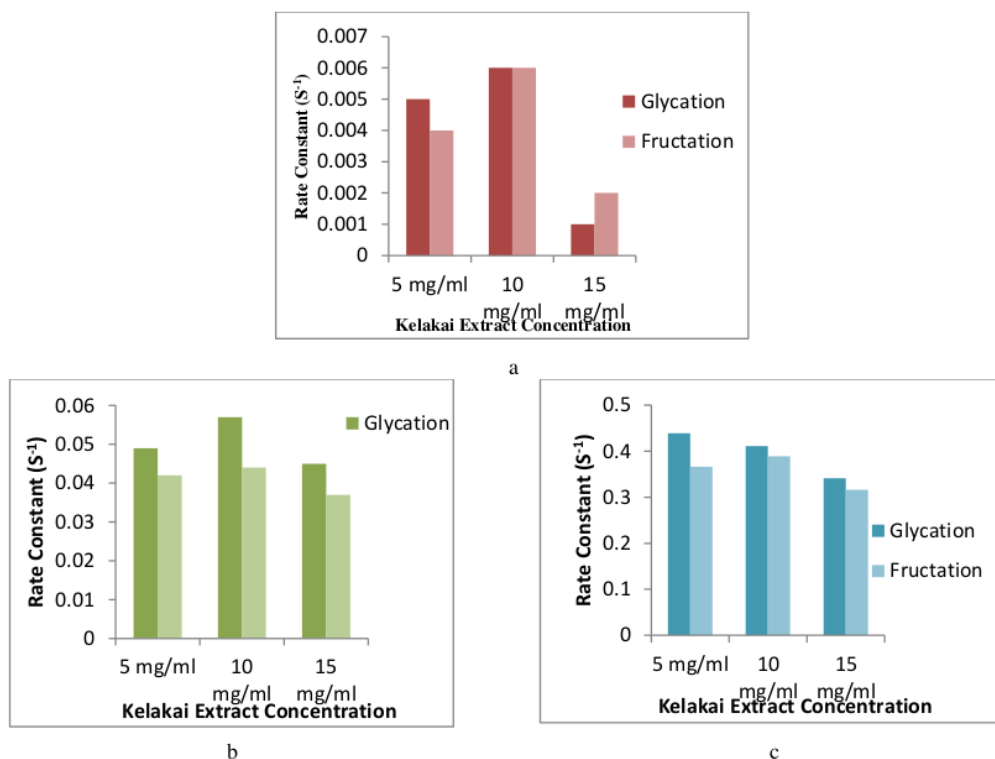 0.007
0.006
0.005
0.004
0.003
0.002
0.001
0
Rate Constant (S⁻¹)
Glycation
Fructation
5 mg/ml
10 mg/ml
15 mg/ml
Kelakai Extract Concentration
a
0.06
0.05
0.04
0.03
0.02
0.01
0
Rate Constant (S⁻¹)
Glycation
5 mg/ml
10 mg/ml
15 mg/ml
Kelakai Extract Concentration
b
0.5
0.4
0.3
0.2
0.1
0
Rate Constant (S⁻¹)
Glycation
Fructation
5 mg/ml
10 mg/ml
15 mg/ml
Kelakai Extract Concentration
c